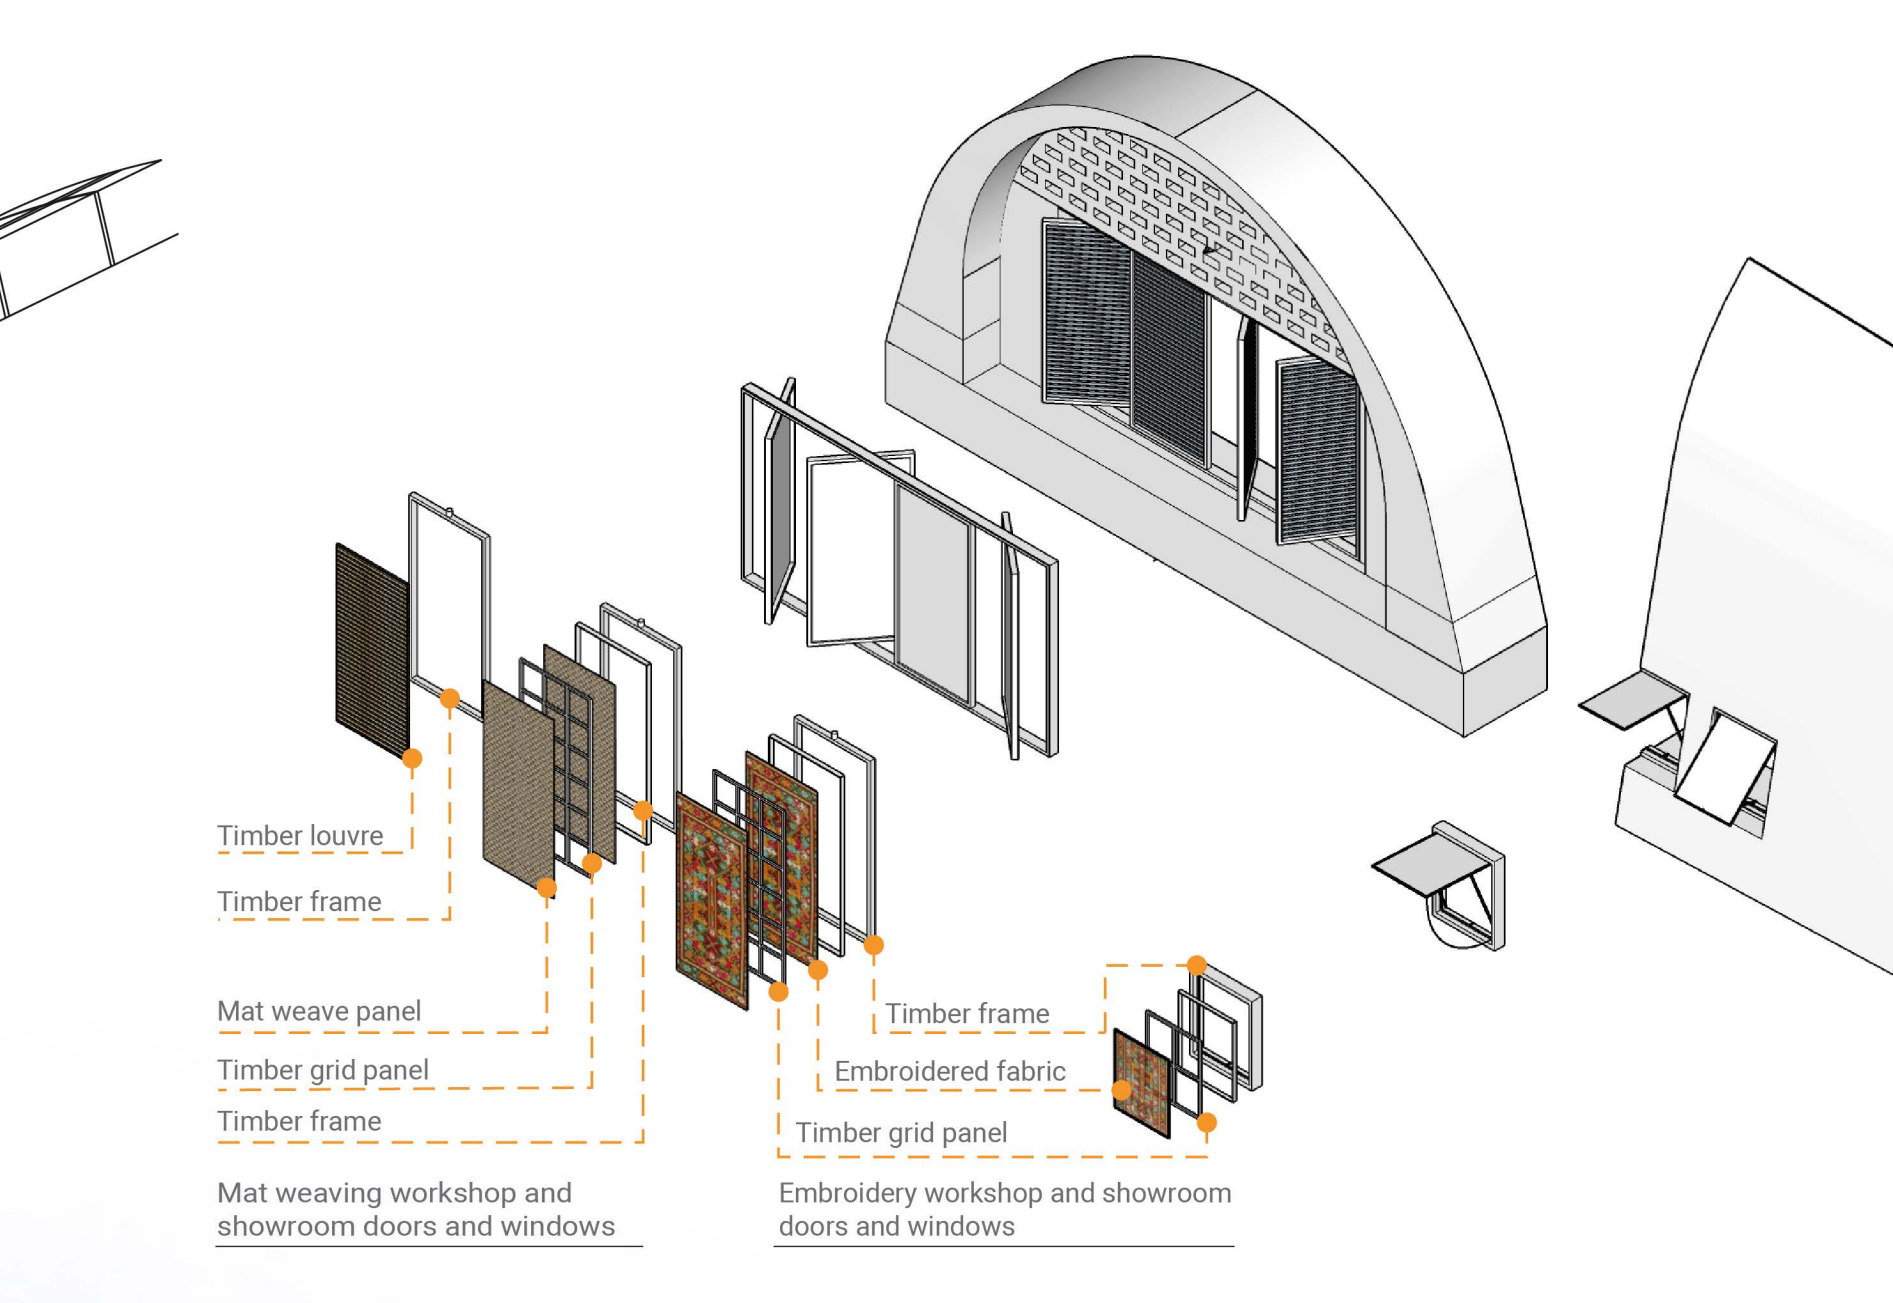 Timber louvre
Timber frame
Mat weave panel
Timber grid panel
Timber frame
Mat weaving workshop and
showroom doors and windows
Timber frame
Embroidered fabric
Timber grid panel
Embroidery workshop and showroom
doors and windows